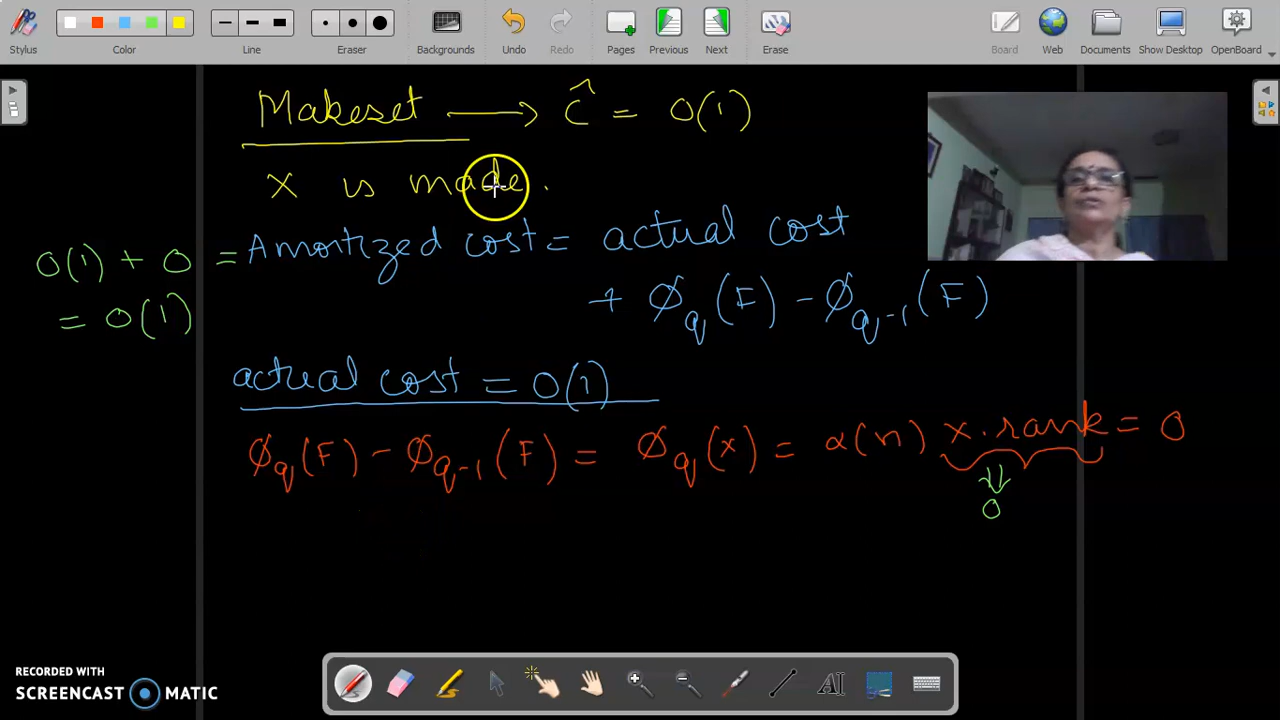 Stylus Color Line Eraser Backgrounds Undo Redo Pages Previous Next Erase Board Web Documents Show Desktop OpenBoard
Makeset → ĉ = O(1)
X is made.
O(1) + 0 = Amortized cost = actual cost
= O(1)
+ Φq(F) - Φq-1(F)
actual cost = O(1)
Φq(F) - Φq-1(F) = Φq(x) = α(n) x.rank = 0
⇓
0
RECORDED WITH
SCREENCAST MATIC